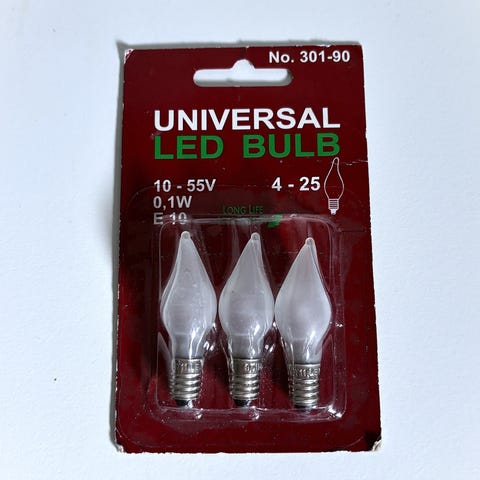 No. 301-90
UNIVERSAL
LED BULB
10 - 55V
4 - 25
0,1W
E 10
LONG LIFE